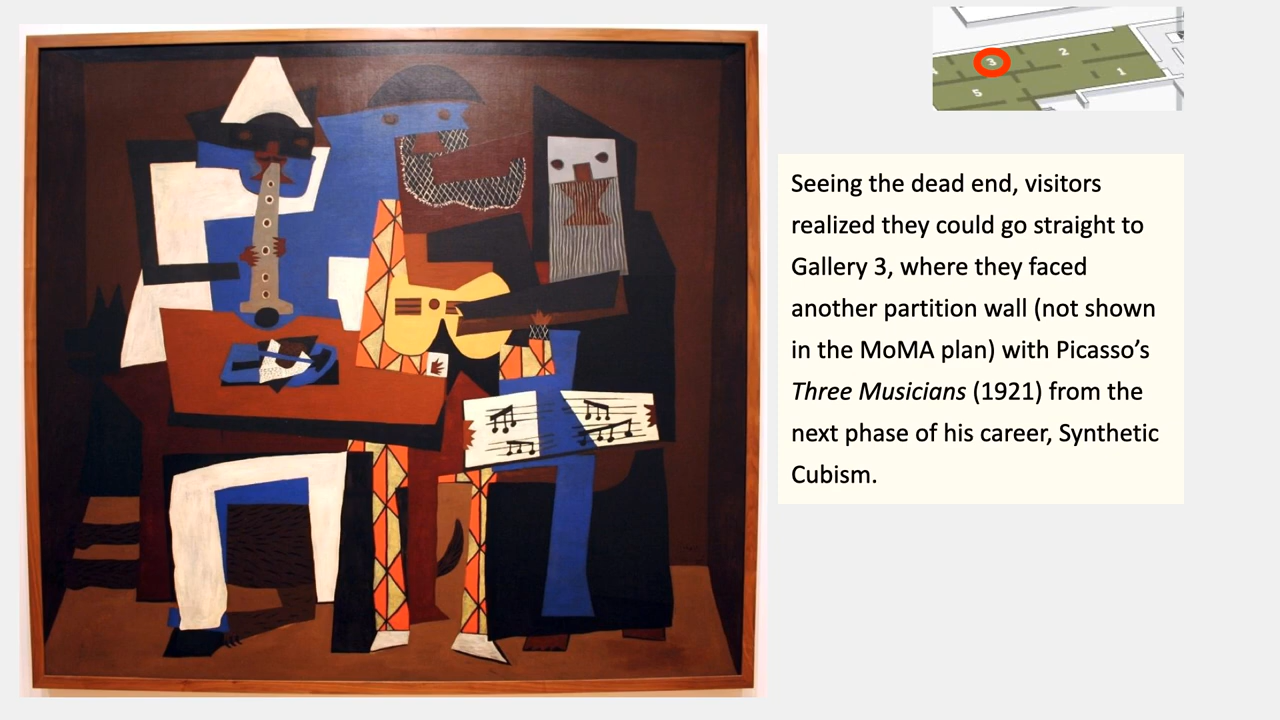 3
2
1
5
Seeing the dead end, visitors
realized they could go straight to
Gallery 3, where they faced
another partition wall (not shown
in the MoMA plan) with Picasso’s
Three Musicians (1921) from the
next phase of his career, Synthetic
Cubism.